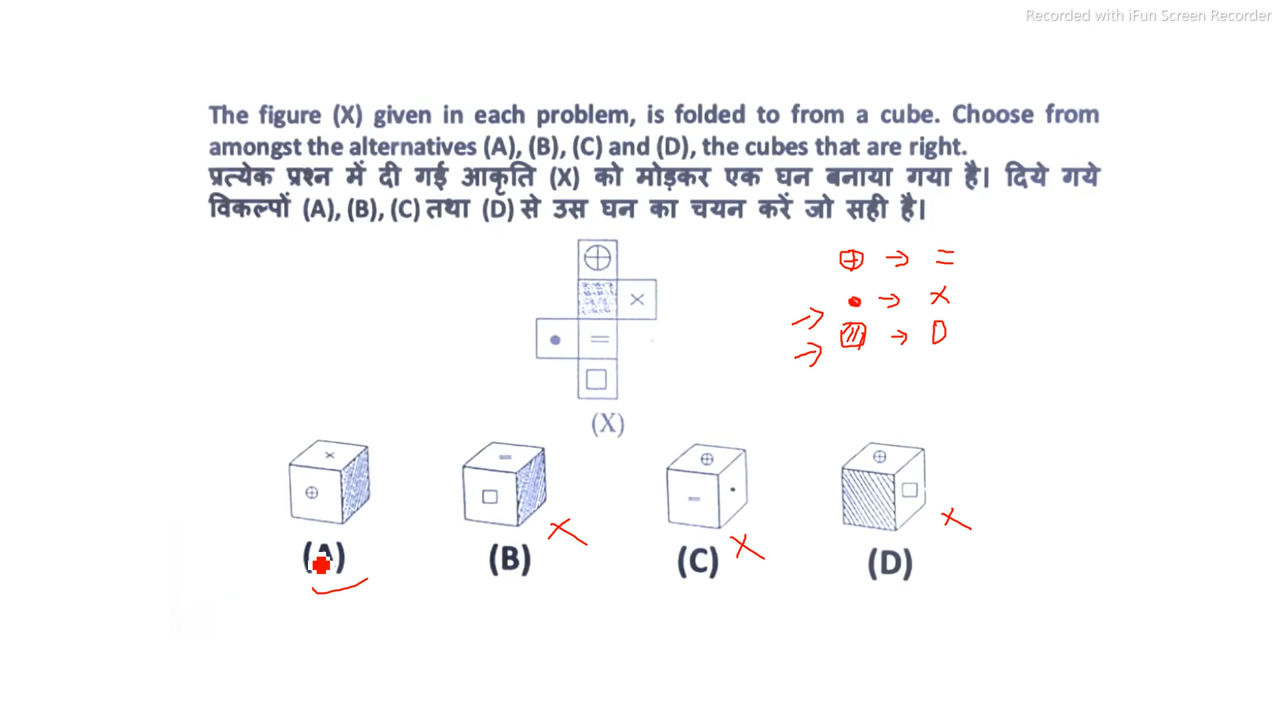 Recorded with iFun Screen Recorder
The figure (X) given in each problem, is folded to from a cube. Choose from
amongst the alternatives (A), (B), (C) and (D), the cubes that are right.
प्रत्येक प्रश्न में दी गई आकृति (X) को मोड़कर एक घन बनाया गया है। दिये गये
विकल्पों (A), (B), (C) तथा (D) से उस घन का चयन करें जो सही है।
⊕ → =
• → ×
→ ▨ → □
→
⊕
×
• =
□
(X)
× ⊕
= □
⊕ = •
⊕ □
(A) (B) (C) (D)